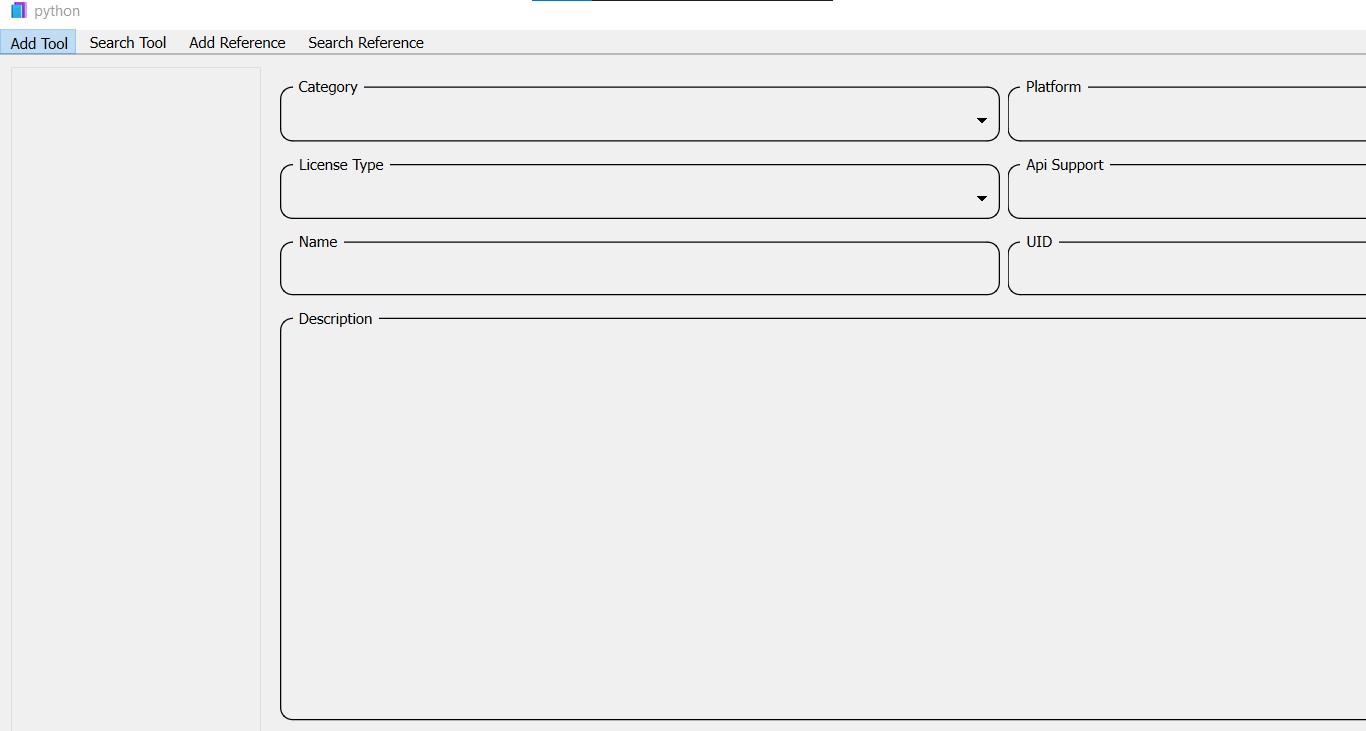 python
Add Tool Search Tool Add Reference Search Reference
Category Platform
License Type Api Support
Name UID
Description